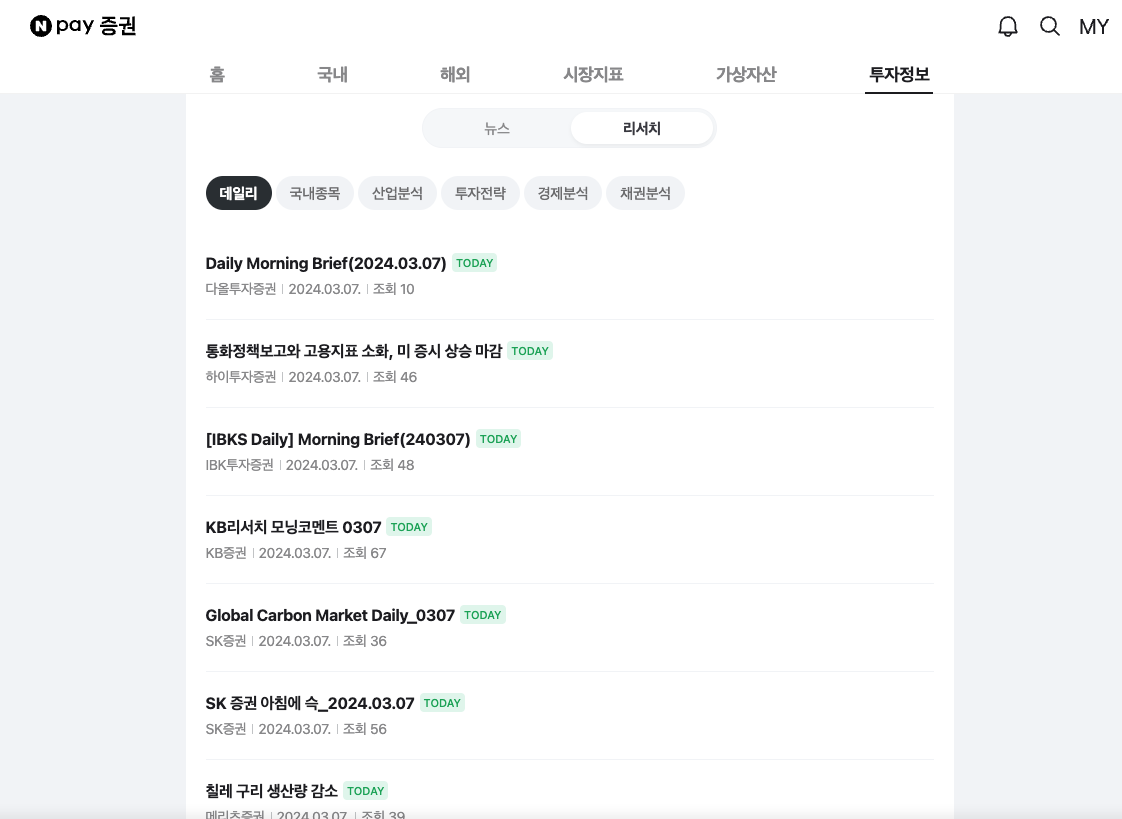 N pay 증권
MY
홈 국내 해외 시장지표 가상자산 투자정보
뉴스 리서치
데일리 국내종목 산업분석 투자전략 경제분석 채권분석
Daily Morning Brief(2024.03.07) TODAY
다올투자증권 | 2024.03.07. | 조회 10
통화정책보고와 고용지표 소화, 미 증시 상승 마감 TODAY
하이투자증권 | 2024.03.07. | 조회 46
[IBKS Daily] Morning Brief(240307) TODAY
IBK투자증권 | 2024.03.07. | 조회 48
KB리서치 모닝코멘트 0307 TODAY
KB증권 | 2024.03.07. | 조회 67
Global Carbon Market Daily_0307 TODAY
SK증권 | 2024.03.07. | 조회 36
SK 증권 아침에 슥_2024.03.07 TODAY
SK증권 | 2024.03.07. | 조회 56
칠레 구리 생산량 감소 TODAY
메리츠증권 | 2024.03.07. | 조회 39